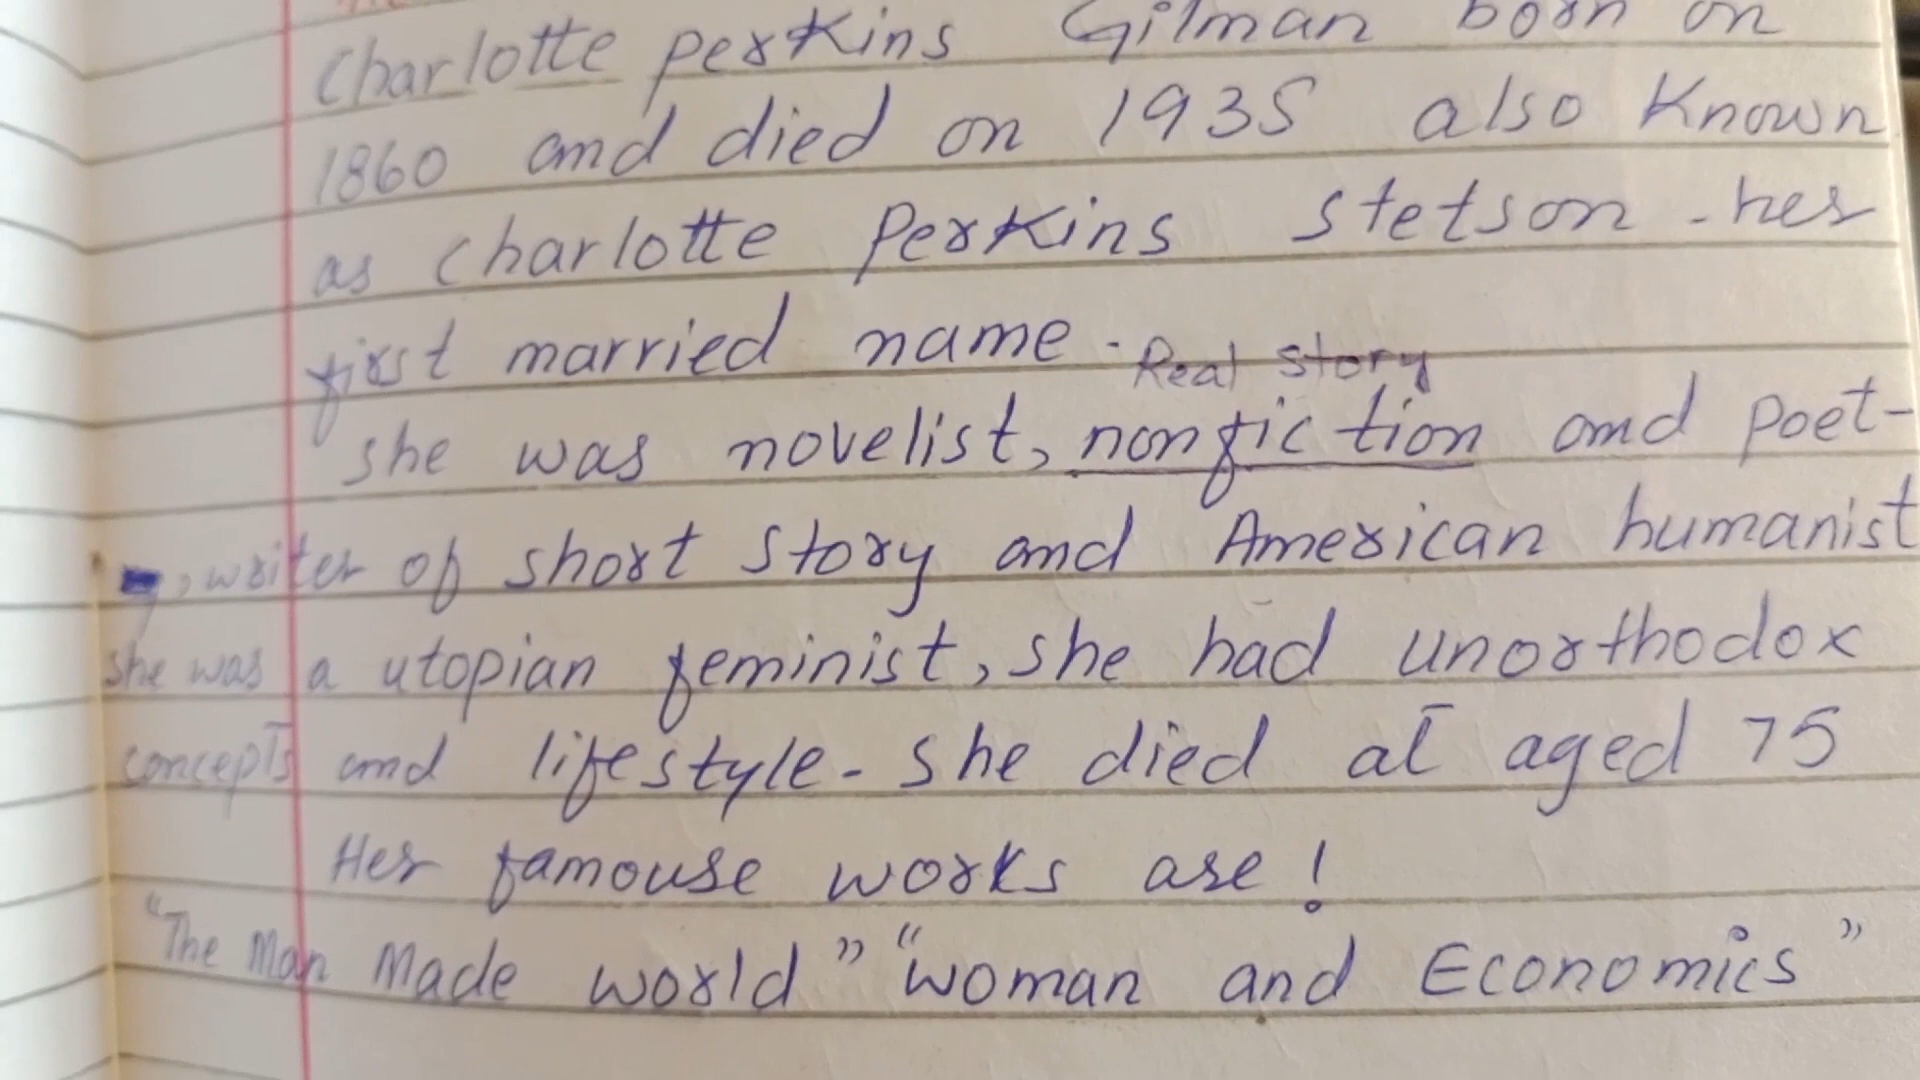 Charlotte Perkins Gilman born on
1860 and died on 1935 also Known
as Charlotte Perkins Stetson - her
first married name.
Real story
she was novelist, nonfiction and poet-
, writer of short story and American humanist
she was a utopian feminist, she had unorthodox
concepts and lifestyle - she died at aged 75
Her famouse works are !
"The Man Made world" "woman and Economics"